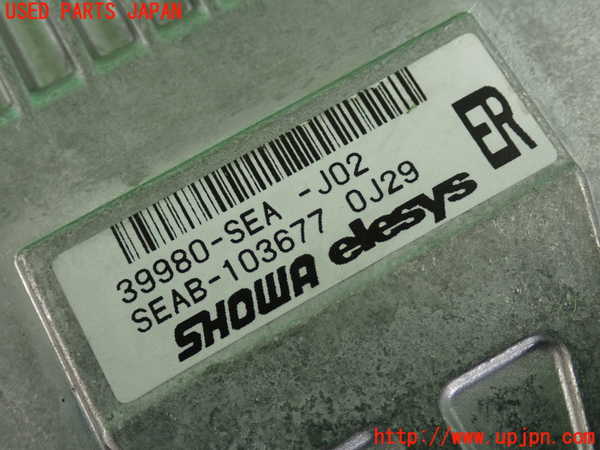 USED PARTS JAPAN
39980-SEA -J02
SEAB-103677 0J29
SHOWA elesys
ER
http://www.upjpn.com/